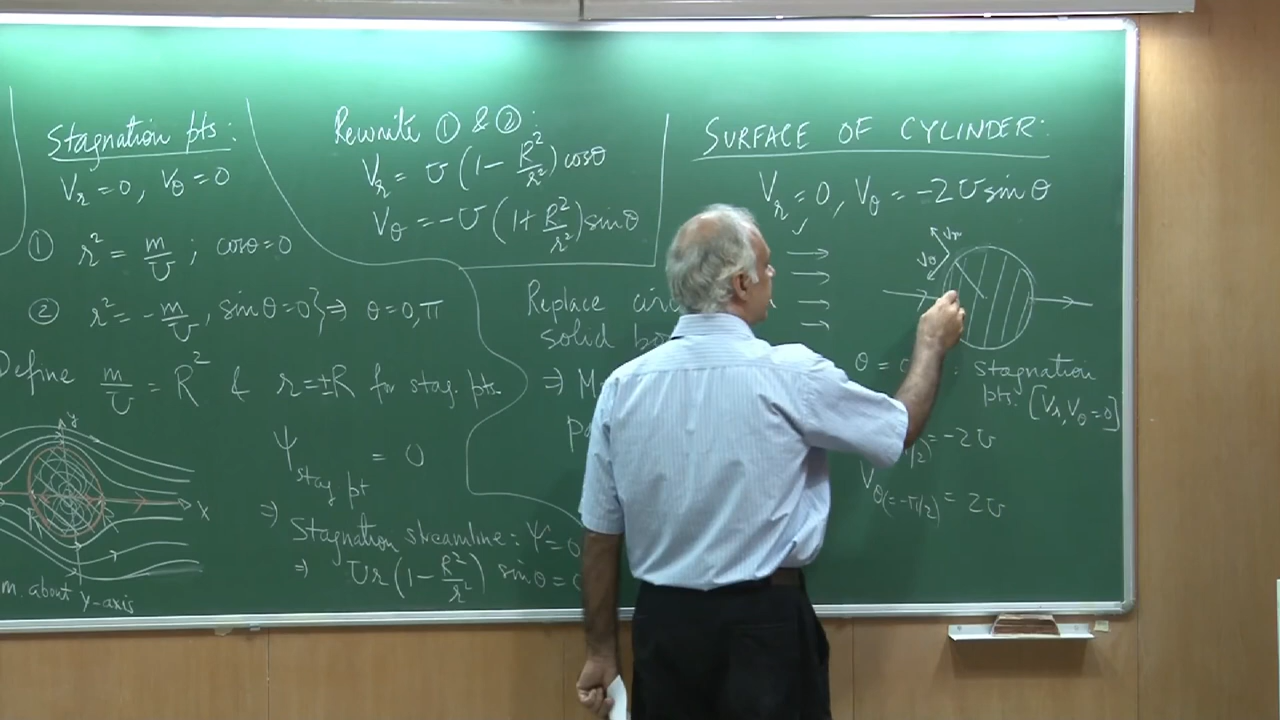 Stagnation pts:
Vr = 0, Vθ = 0
① r² = m/U ; cosθ = 0
② r² = -m/U , sinθ = 0} ⇒ θ = 0, π
Define m/U = R² & r = ±R for stag. pts.
y
x
m. about y-axis
Ψ stag. pt = 0
⇒ Stagnation streamline: Ψ = 0
⇒ Ur(1 - R²/r²) sinθ =
Rewrite ① & ②:
Vr = U(1 - R²/r²) cosθ
Vθ = -U(1 + R²/r²) sinθ
Replace
solid
⇒
SURFACE OF CYLINDER:
Vr = 0, Vθ = -2U sinθ
Vr
Vθ
θ = : Stagnation
pts. [Vr, Vθ = 0]
/2) = -2U
Vθ(= -π/2) = 2U